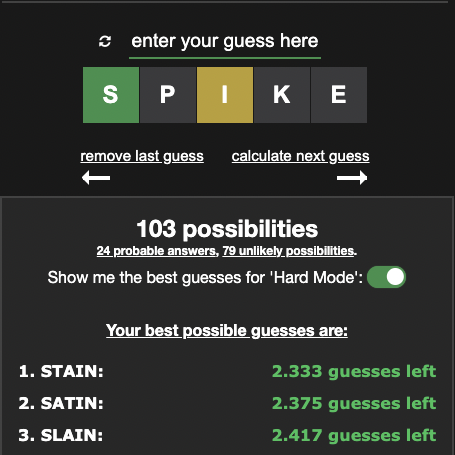 enter your guess here
S P I K E
remove last guess calculate next guess
103 possibilities
24 probable answers, 79 unlikely possibilities.
Show me the best guesses for 'Hard Mode':
Your best possible guesses are:
1. STAIN: 2.333 guesses left
2. SATIN: 2.375 guesses left
3. SLAIN: 2.417 guesses left